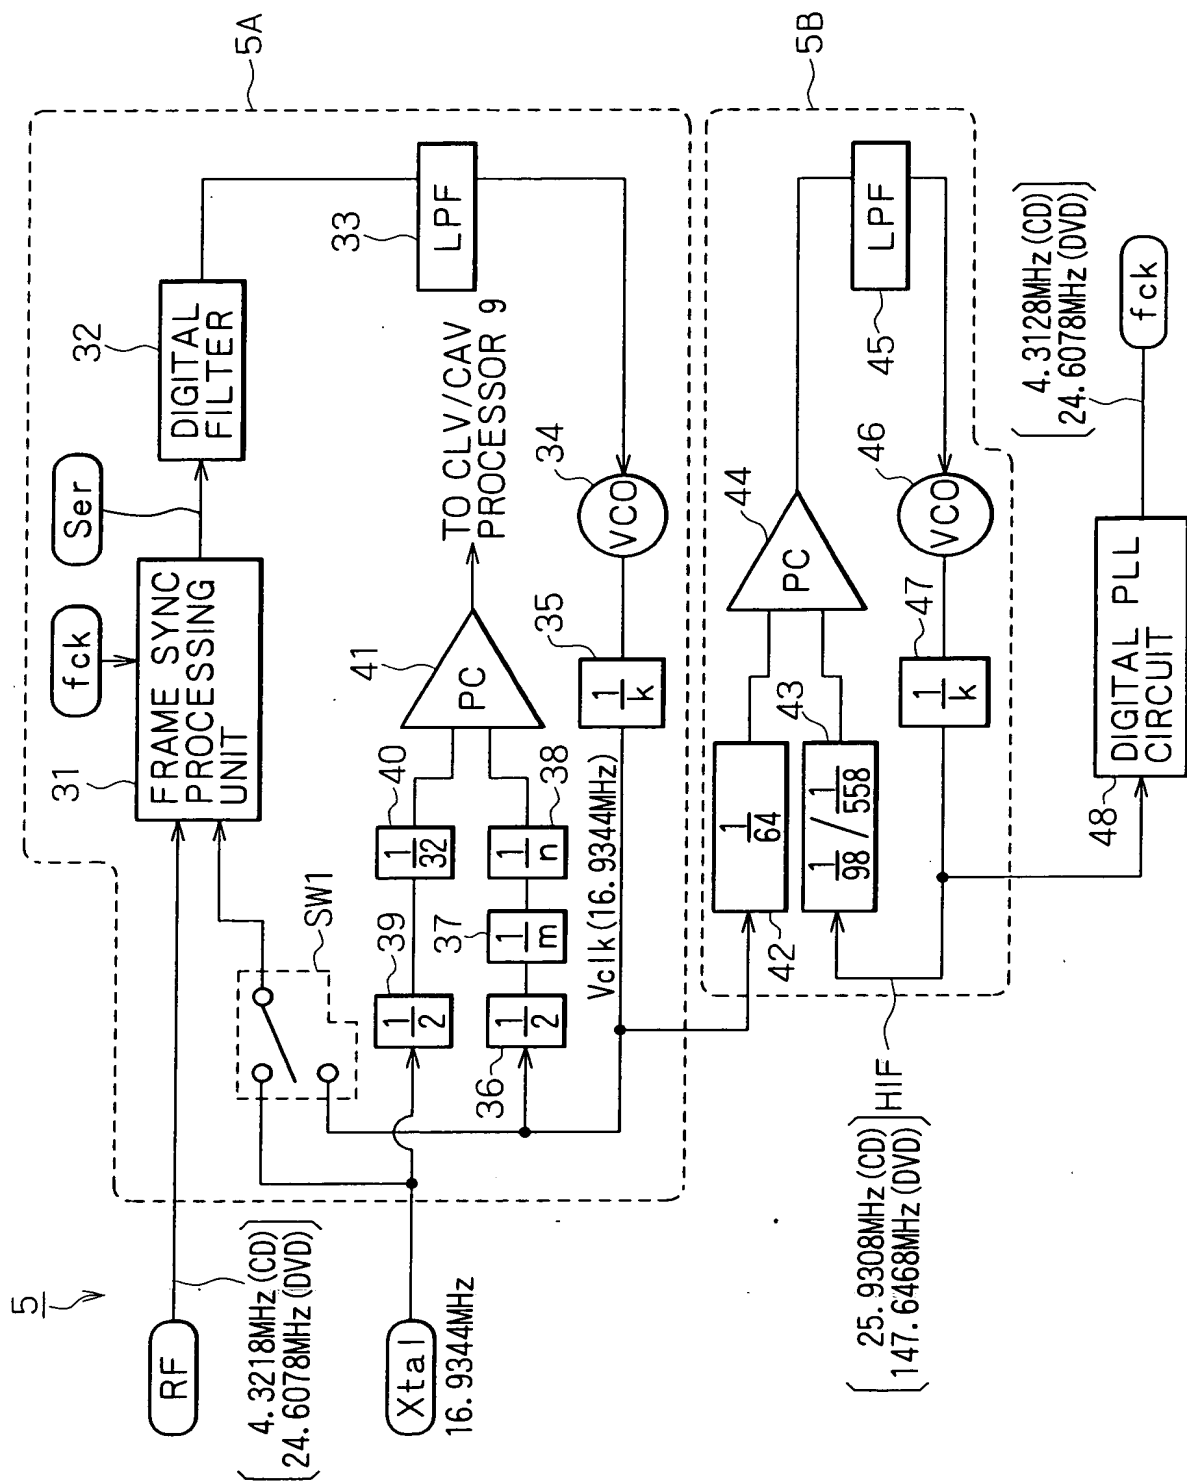 5
RF
4.3218MHz(CD)
24.6078MHz(DVD)
Xtal
16.9344MHz
5A
fck
Ser
31
FRAME SYNC
PROCESSING
UNIT
32
DIGITAL
FILTER
33
LPF
SW1
39
1/2
40
1/32
41
PC
TO CLV/CAV
PROCESSOR 9
36
1/2
37
1/m
38
1/n
34
VCO
35
1/k
Vclk(16.9344MHz)
5B
42
1/64
43
1/98 / 1/558
44
PC
45
LPF
46
VCO
47
1/k
HIF
25.9308MHz(CD)
147.6468MHz(DVD)
48
DIGITAL PLL
CIRCUIT
4.3128MHz(CD)
24.6078MHz(DVD)
fck